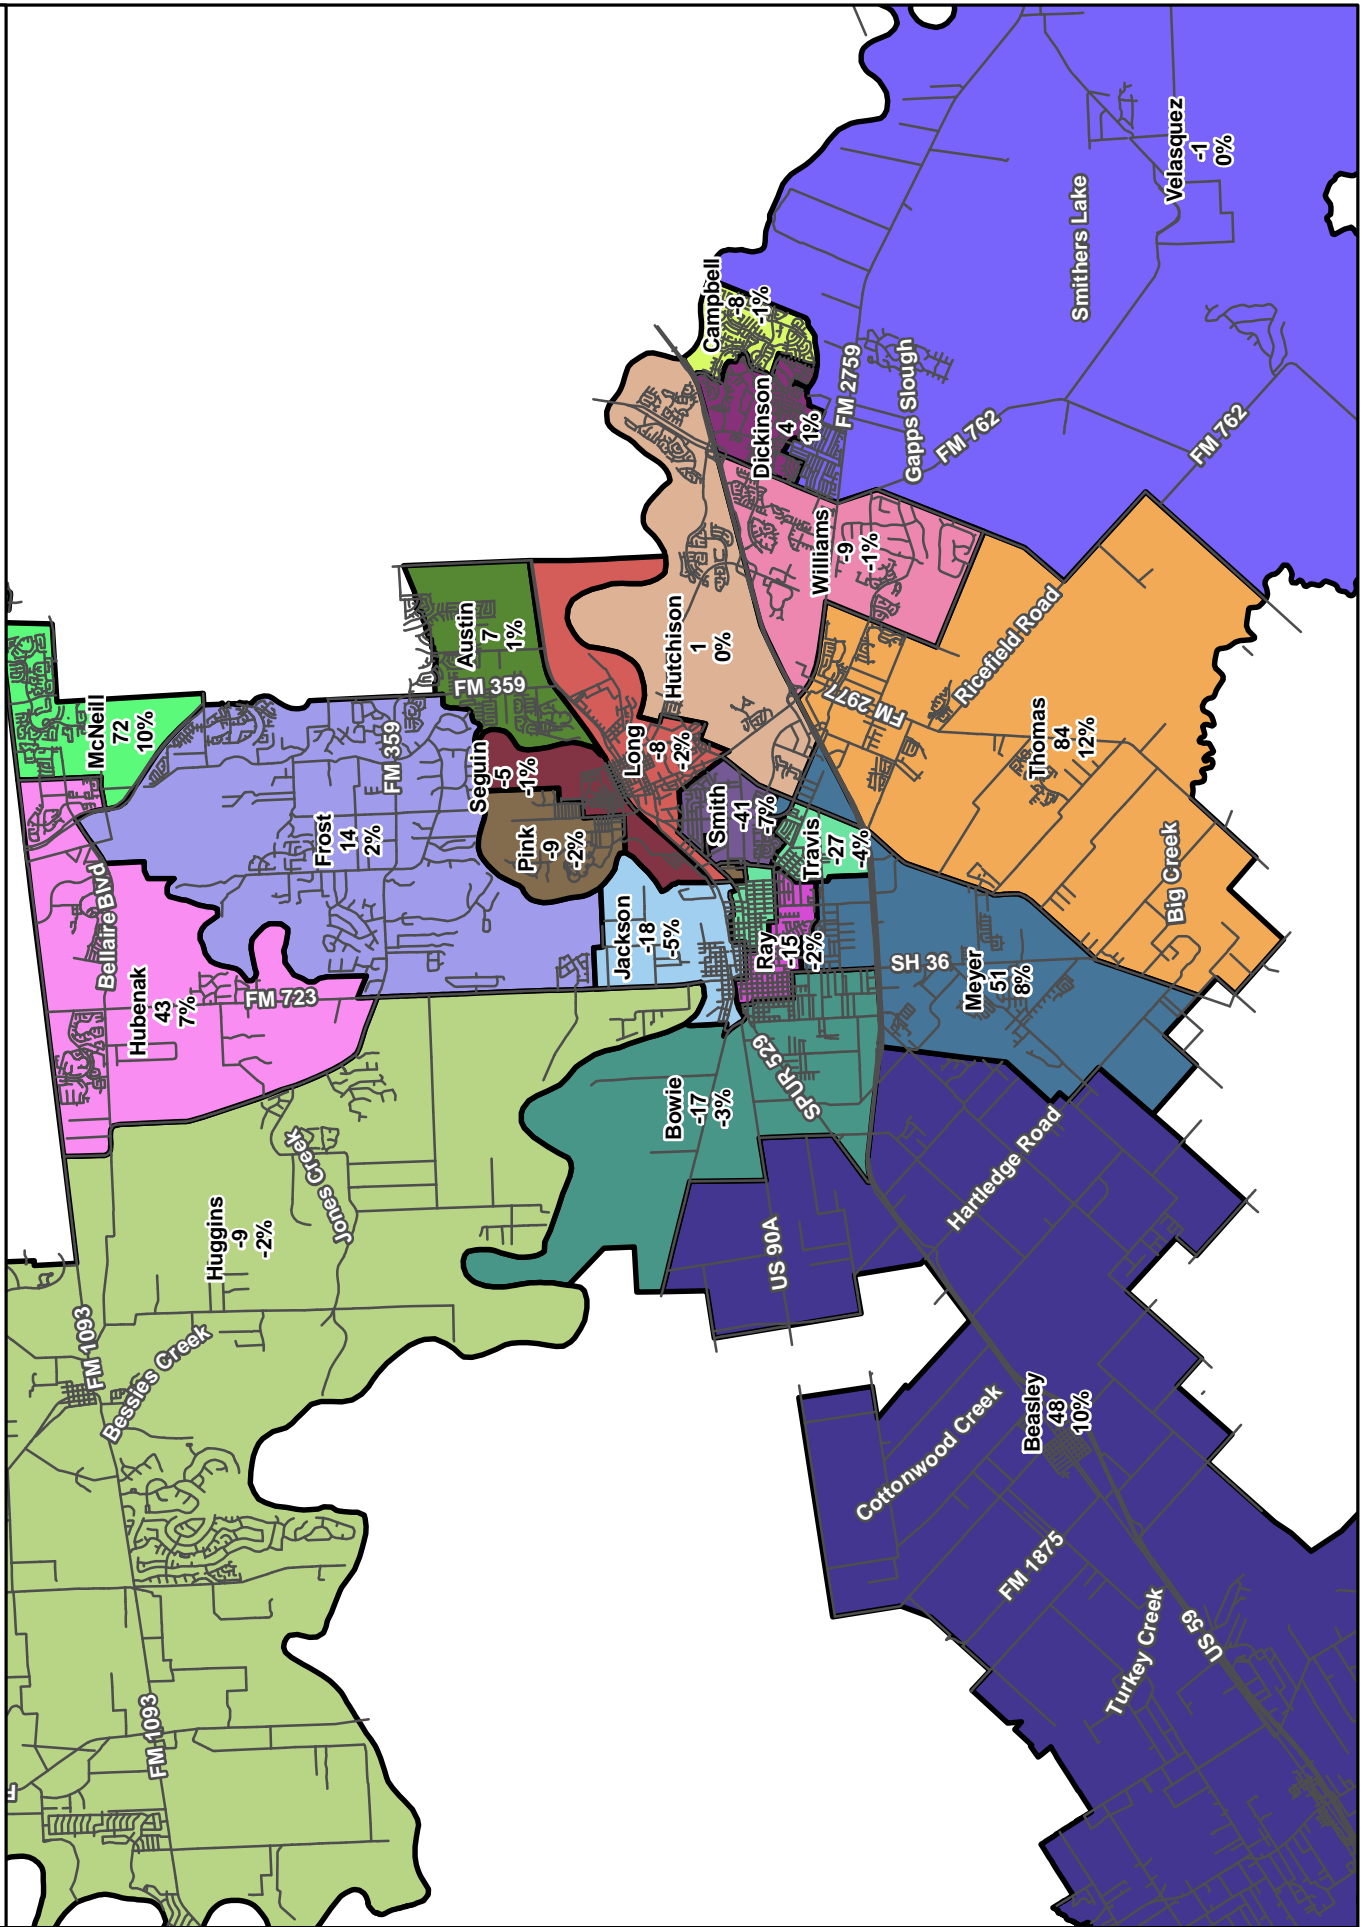 McNeill
72
10%
Hubenak
43
7%
Bellaire Blvd
FM 723
Frost
14
2%
FM 359
Austin
7
1%
FM 359
Seguin
-5
-1%
Pink
-9
-2%
Jackson
-18
-5%
Long
-8
-2%
Hutchison
1
0%
Campbell
-8
-1%
Dickinson
4
1%
FM 2759
Gapps Slough
FM 762
FM 762
Smithers Lake
Velasquez
-1
0%
Williams
-9
-1%
Smith
-41
-7%
Travis
-27
-4%
Ray
-15
-2%
FM 2977
Ricefield Road
Thomas
84
12%
Big Creek
SH 36
Meyer
51
8%
Bowie
-17
-3%
SPUR 529
US 90A
Hartledge Road
Huggins
-9
-2%
Jones Creek
FM 1093
Bessies Creek
FM 1093
F
Beasley
48
10%
Cottonwood Creek
FM 1875
Turkey Creek
US 59